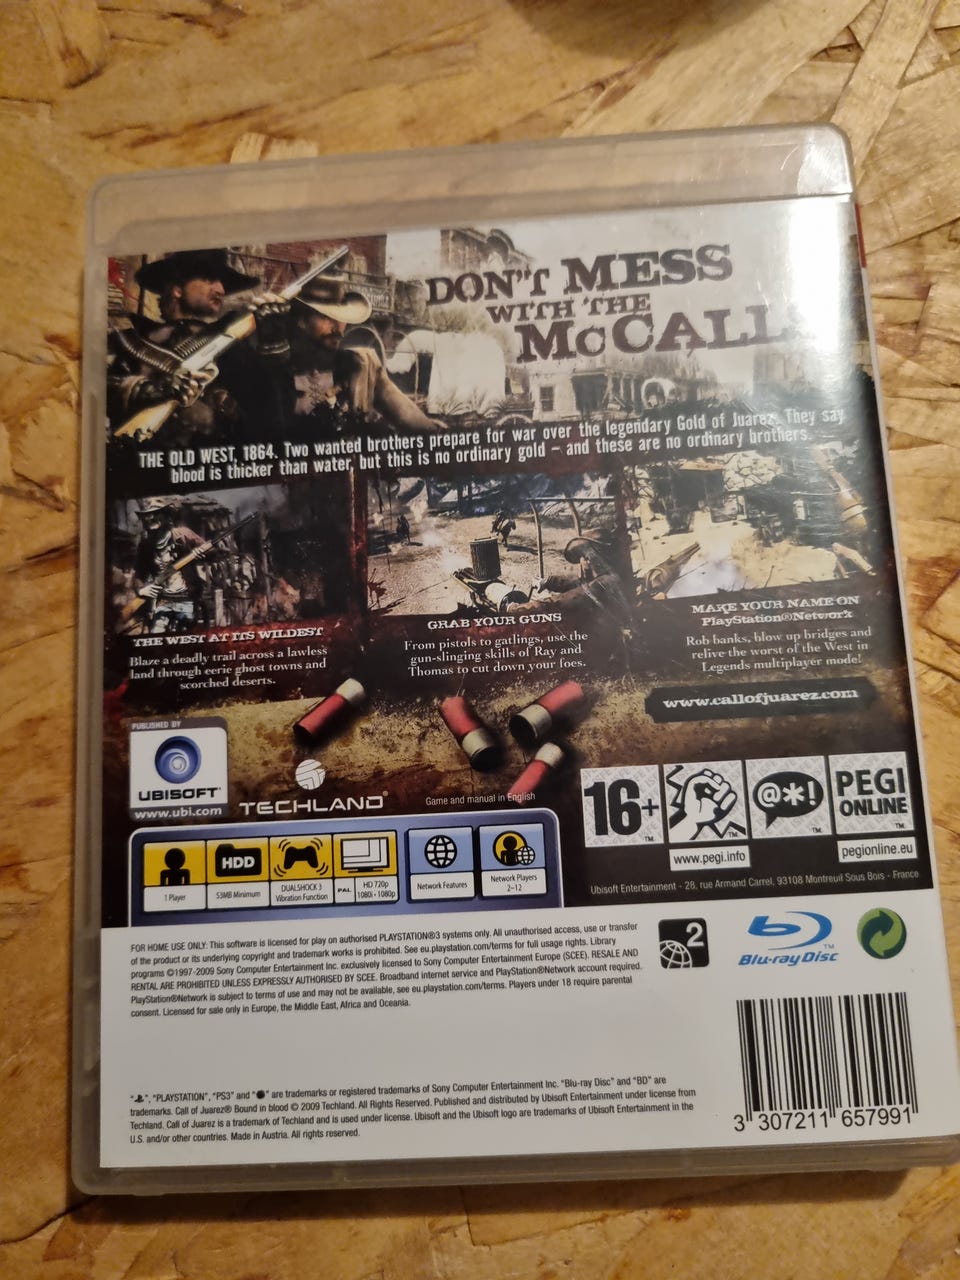 DON'T MESS
WITH THE
McCALL
THE OLD WEST, 1864. Two wanted brothers prepare for war over the legendary Gold of Juarez. They say
blood is thicker than water, but this is no ordinary gold – and these are no ordinary brothers.
THE WEST AT ITS WILDEST
Blaze a deadly trail across a lawless
land through eerie ghost towns and
scorched deserts.
GRAB YOUR GUNS
From pistols to gatlings, use the
gun-slinging skills of Ray and
Thomas to cut down your foes.
MAKE YOUR NAME ON
PlayStation®Network
Rob banks, blow up bridges and
relive the worst of the West in
Legends multiplayer mode!
www.callofjuarez.com
PUBLISHED BY
UBISOFT
www.ubi.com
TECHLAND®
Game and manual in English
16+
@*!
PEGI
ONLINE
TM
TM
TM
www.pegi.info
pegionline.eu
HDD
1 Player
53MB Minimum
DUALSHOCK 3
Vibration Function
PAL
HD 720p
1080i • 1080p
Network Features
Network Players
2–12
Ubisoft Entertainment - 28, rue Armand Carrel, 93108 Montreuil Sous Bois - France
FOR HOME USE ONLY: This software is licensed for play on authorised PLAYSTATION®3 systems only. All unauthorised access, use or transfer
of the product or its underlying copyright and trademark works is prohibited. See eu.playstation.com/terms for full usage rights. Library
programs ©1997-2009 Sony Computer Entertainment Inc. exclusively licensed to Sony Computer Entertainment Europe (SCEE). RESALE AND
RENTAL ARE PROHIBITED UNLESS EXPRESSLY AUTHORISED BY SCEE. Broadband internet service and PlayStation®Network account required.
PlayStation®Network is subject to terms of use and may not be available, see eu.playstation.com/terms. Players under 18 require parental
consent. Licensed for sale only in Europe, the Middle East, Africa and Oceania.
2
Blu-ray Disc
TM
" ", "PLAYSTATION", "PS3" and " " are trademarks or registered trademarks of Sony Computer Entertainment Inc. "Blu-ray Disc" and "BD" are
trademarks. Call of Juarez® Bound in blood © 2009 Techland. All Rights Reserved. Published and distributed by Ubisoft Entertainment under license from
Techland. Call of Juarez is a trademark of Techland and is used under license. Ubisoft and the Ubisoft logo are trademarks of Ubisoft Entertainment in the
U.S. and/or other countries. Made in Austria. All rights reserved.
3 307211 657991